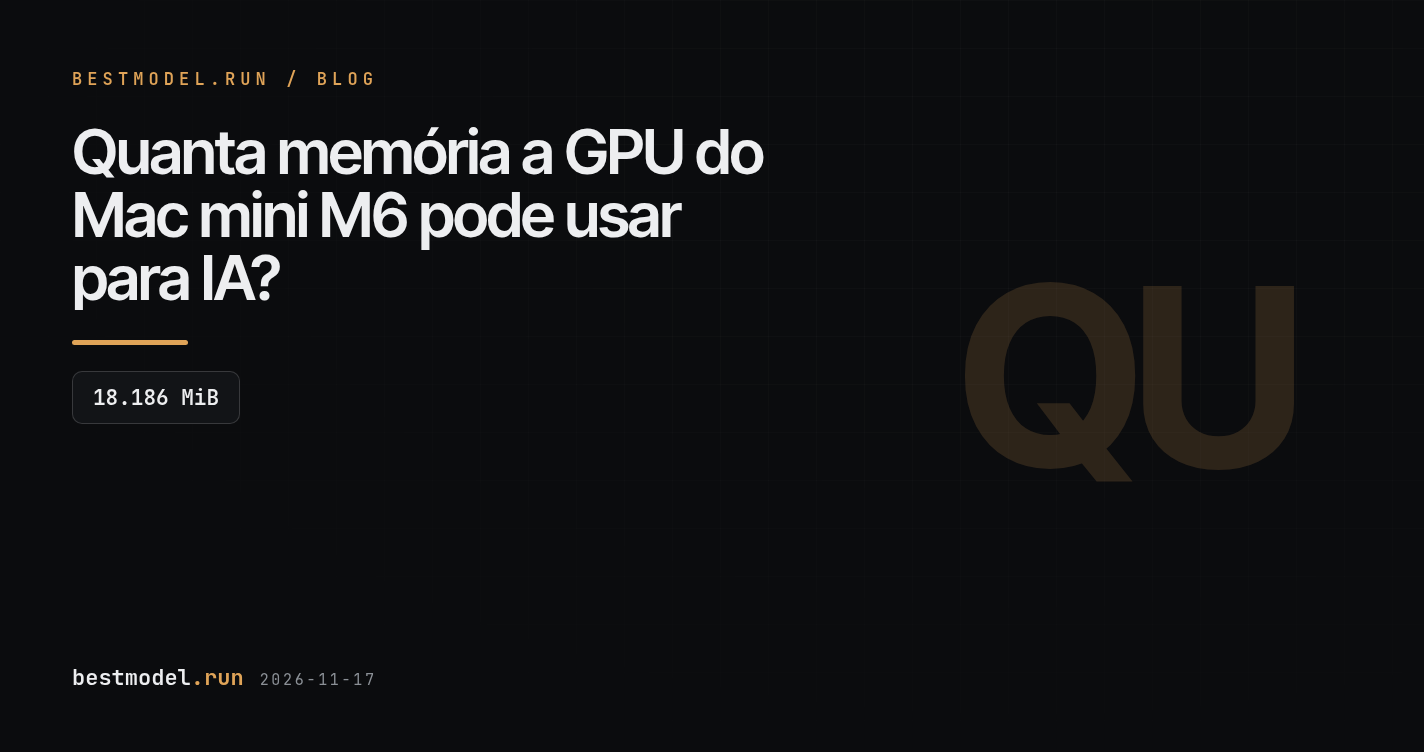 BESTMODEL.RUN / BLOG
Quanta memória a GPU do
Mac mini M6 pode usar
para IA?
18.186 MiB
QU
bestmodel.run 2026-11-17